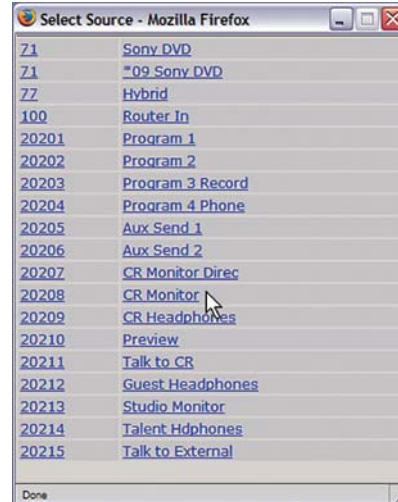 Select Source - Mozilla Firefox
71 Sony DVD
71 "09 Sony DVD
77 Hybrid
100 Router In
20201 Program 1
20202 Program 2
20203 Program 3 Record
20204 Program 4 Phone
20205 Aux Send 1
20206 Aux Send 2
20207 CR Monitor Direc
20208 CR Monitor
20209 CR Headphones
20210 Preview
20211 Talk to CR
20212 Guest Headphones
20213 Studio Monitor
20214 Talent Hdphones
20215 Talk to External
Done